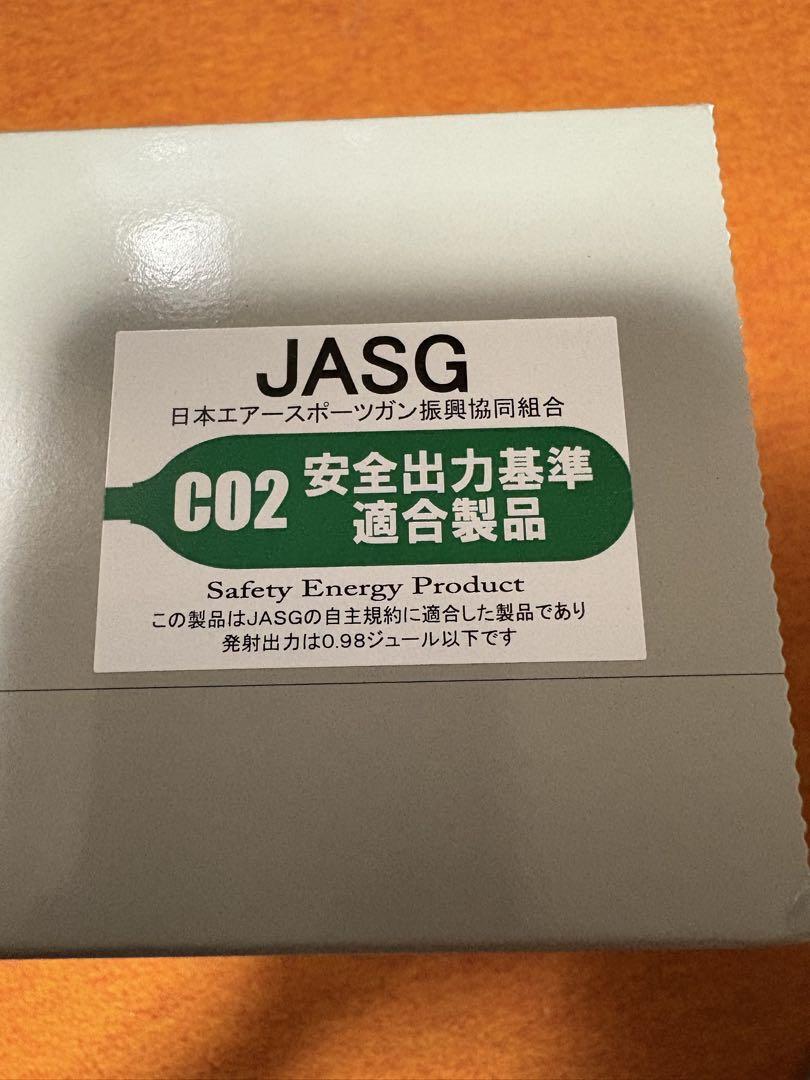 JASG
日本エアースポーツガン振興協同組合
CO2 安全出力基準
適合製品
Safety Energy Product
この製品はJASGの自主規約に適合した製品であり
発射出力は0.98ジュール以下です